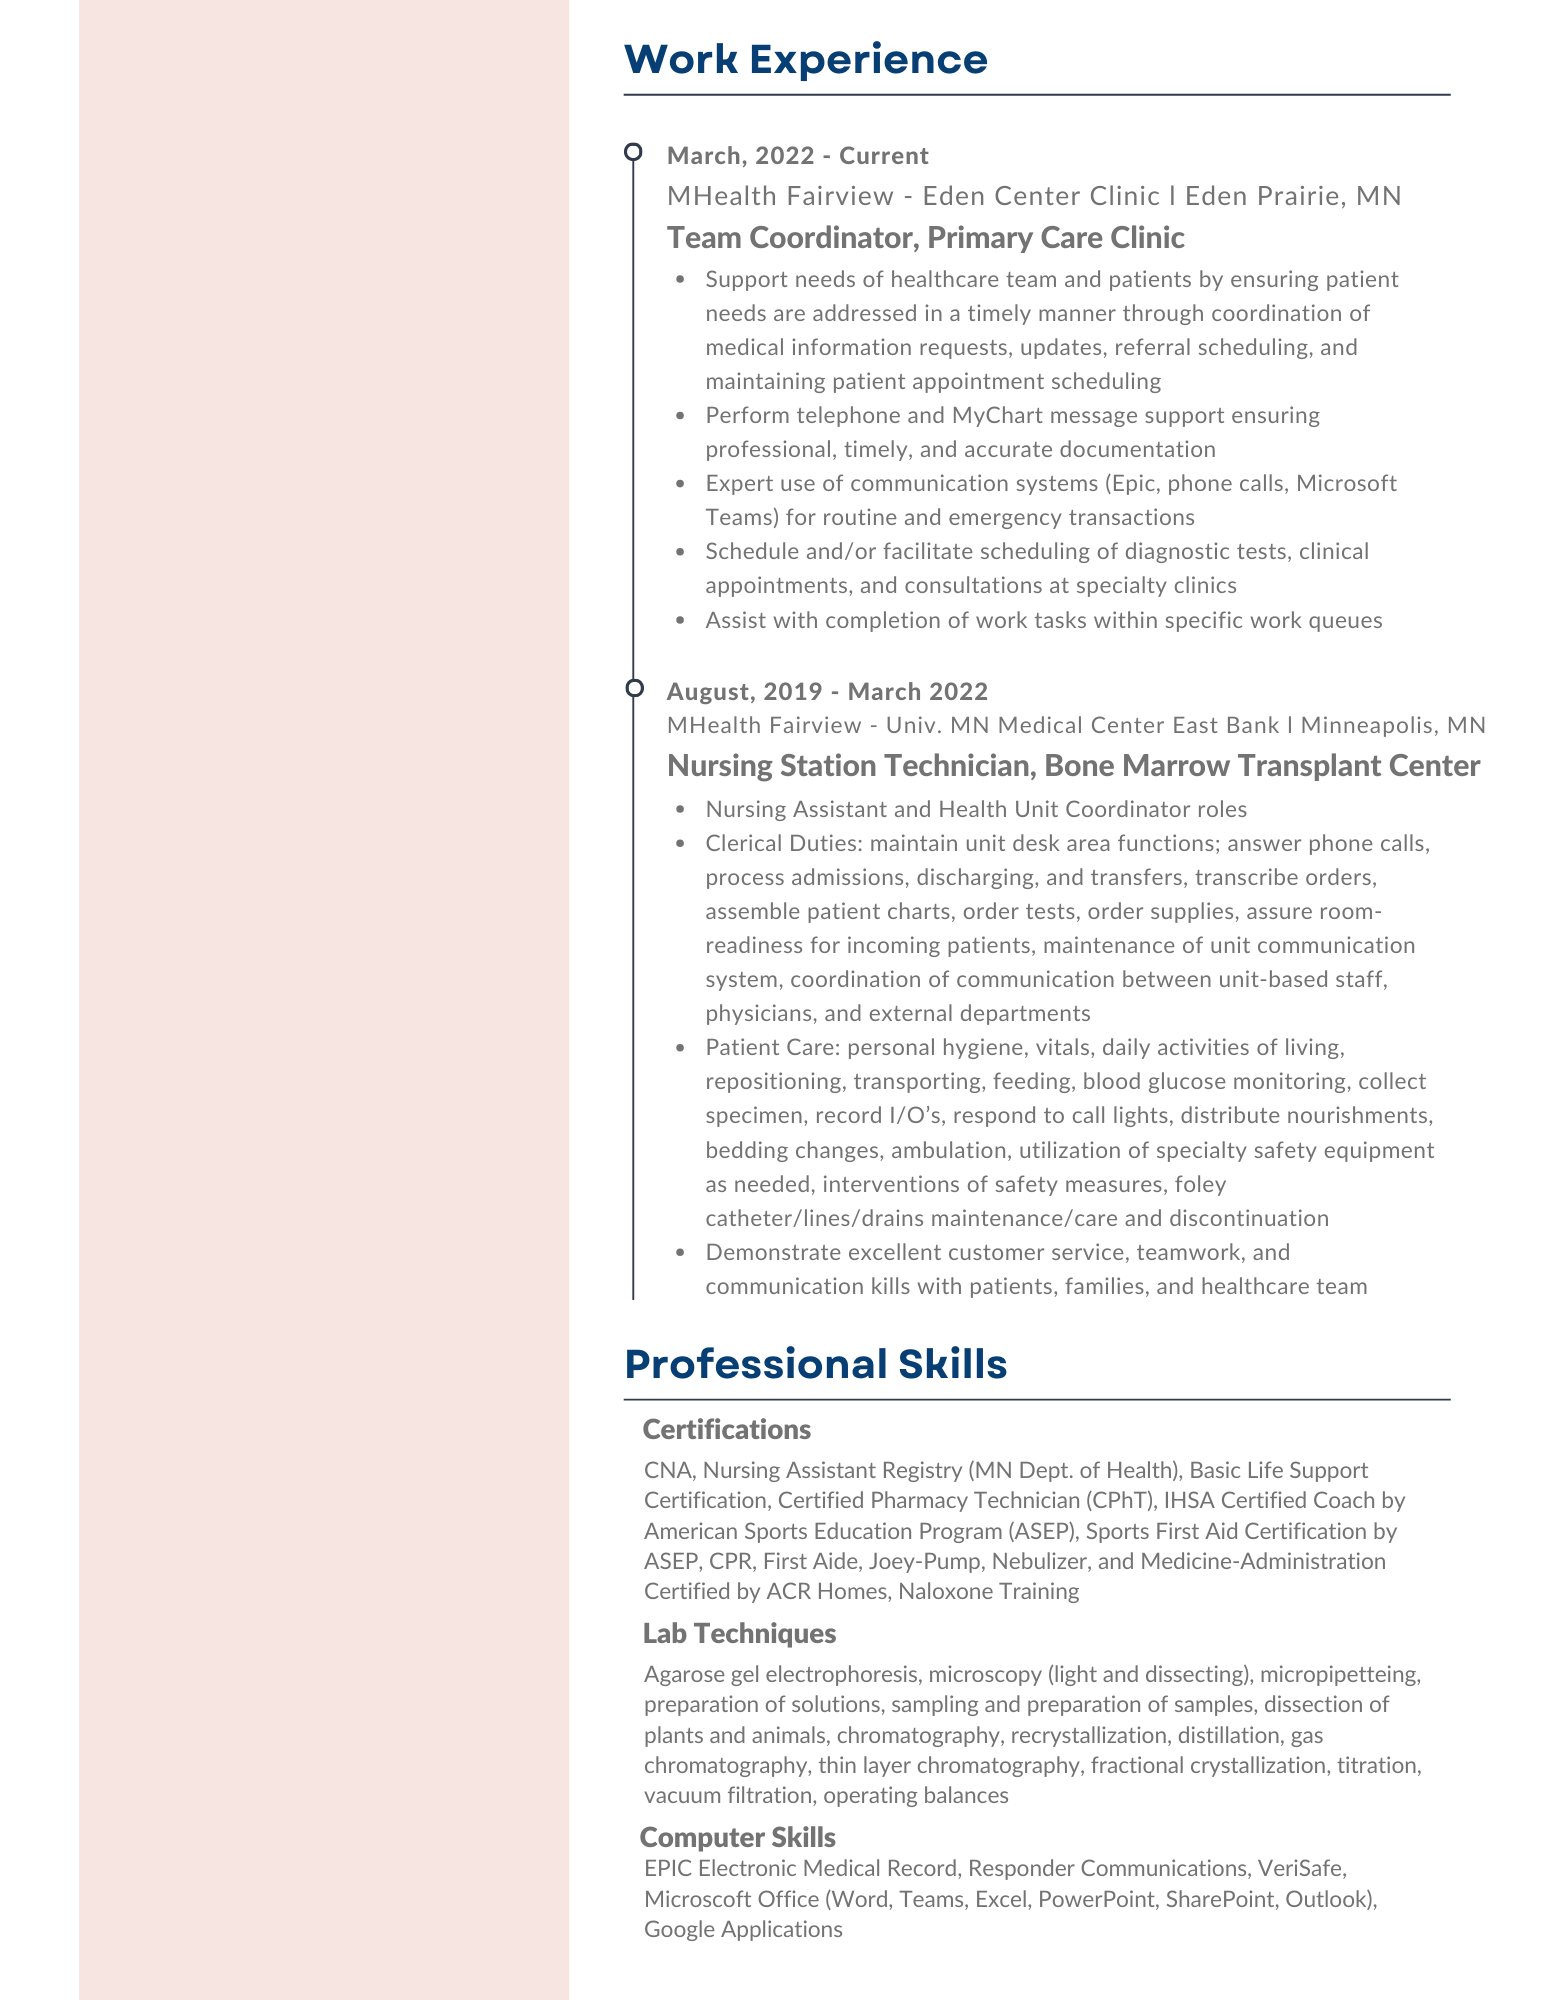 Work Experience
March, 2022 - Current
MHealth Fairview - Eden Center Clinic l Eden Prairie, MN
Team Coordinator, Primary Care Clinic
• Support needs of healthcare team and patients by ensuring patient
needs are addressed in a timely manner through coordination of
medical information requests, updates, referral scheduling, and
maintaining patient appointment scheduling
• Perform telephone and MyChart message support ensuring
professional, timely, and accurate documentation
• Expert use of communication systems (Epic, phone calls, Microsoft
Teams) for routine and emergency transactions
• Schedule and/or facilitate scheduling of diagnostic tests, clinical
appointments, and consultations at specialty clinics
• Assist with completion of work tasks within specific work queues
August, 2019 - March 2022
MHealth Fairview - Univ. MN Medical Center East Bank l Minneapolis, MN
Nursing Station Technician, Bone Marrow Transplant Center
• Nursing Assistant and Health Unit Coordinator roles
• Clerical Duties: maintain unit desk area functions; answer phone calls,
process admissions, discharging, and transfers, transcribe orders,
assemble patient charts, order tests, order supplies, assure room-
readiness for incoming patients, maintenance of unit communication
system, coordination of communication between unit-based staff,
physicians, and external departments
• Patient Care: personal hygiene, vitals, daily activities of living,
repositioning, transporting, feeding, blood glucose monitoring, collect
specimen, record I/O’s, respond to call lights, distribute nourishments,
bedding changes, ambulation, utilization of specialty safety equipment
as needed, interventions of safety measures, foley
catheter/lines/drains maintenance/care and discontinuation
• Demonstrate excellent customer service, teamwork, and
communication kills with patients, families, and healthcare team
Professional Skills
Certifications
CNA, Nursing Assistant Registry (MN Dept. of Health), Basic Life Support
Certification, Certified Pharmacy Technician (CPhT), IHSA Certified Coach by
American Sports Education Program (ASEP), Sports First Aid Certification by
ASEP, CPR, First Aide, Joey-Pump, Nebulizer, and Medicine-Administration
Certified by ACR Homes, Naloxone Training
Lab Techniques
Agarose gel electrophoresis, microscopy (light and dissecting), micropipetteing,
preparation of solutions, sampling and preparation of samples, dissection of
plants and animals, chromatography, recrystallization, distillation, gas
chromatography, thin layer chromatography, fractional crystallization, titration,
vacuum filtration, operating balances
Computer Skills
EPIC Electronic Medical Record, Responder Communications, VeriSafe,
Microscoft Office (Word, Teams, Excel, PowerPoint, SharePoint, Outlook),
Google Applications